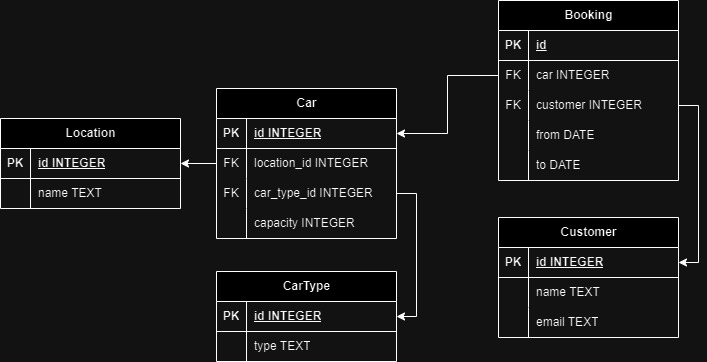 Booking
PK id
FK car INTEGER
FK customer INTEGER
from DATE
to DATE
Car
PK id INTEGER
FK location_id INTEGER
FK car_type_id INTEGER
capacity INTEGER
Location
PK id INTEGER
name TEXT
Customer
PK id INTEGER
name TEXT
email TEXT
CarType
PK id INTEGER
type TEXT